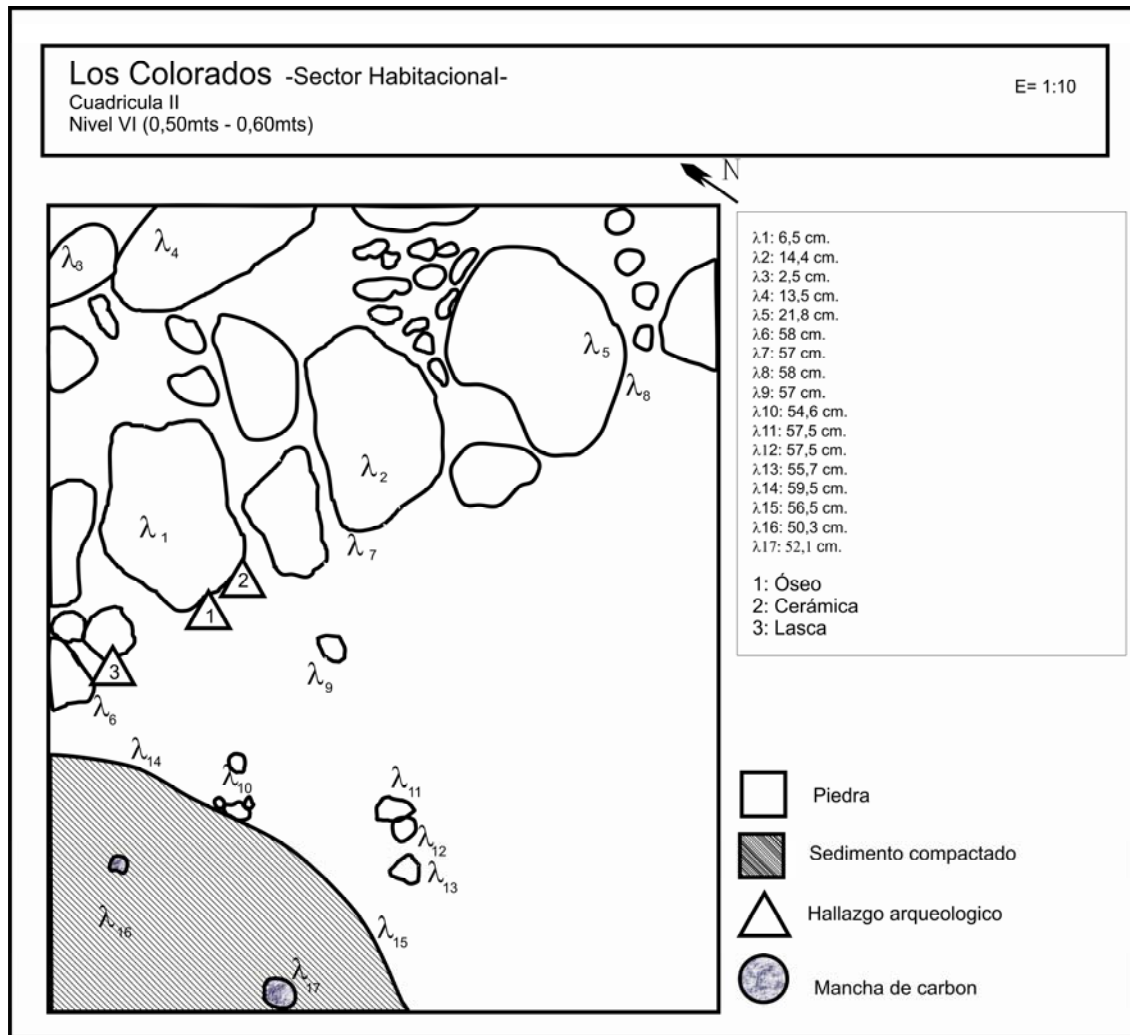 Los Colorados -Sector Habitacional-
Cuadricula II
Nivel VI (0,50mts - 0,60mts)
E= 1:10
N
λ3
λ4
λ5
λ8
λ2
λ1
λ7
2
1
3
λ9
λ6
λ14
λ10
λ11
λ12
λ13
λ16
λ15
λ17
λ1: 6,5 cm.
λ2: 14,4 cm.
λ3: 2,5 cm.
λ4: 13,5 cm.
λ5: 21,8 cm.
λ6: 58 cm.
λ7: 57 cm.
λ8: 58 cm.
λ9: 57 cm.
λ10: 54,6 cm.
λ11: 57,5 cm.
λ12: 57,5 cm.
λ13: 55,7 cm.
λ14: 59,5 cm.
λ15: 56,5 cm.
λ16: 50,3 cm.
λ17: 52,1 cm.
1: Óseo
2: Cerámica
3: Lasca
Piedra
Sedimento compactado
Hallazgo arqueologico
Mancha de carbon